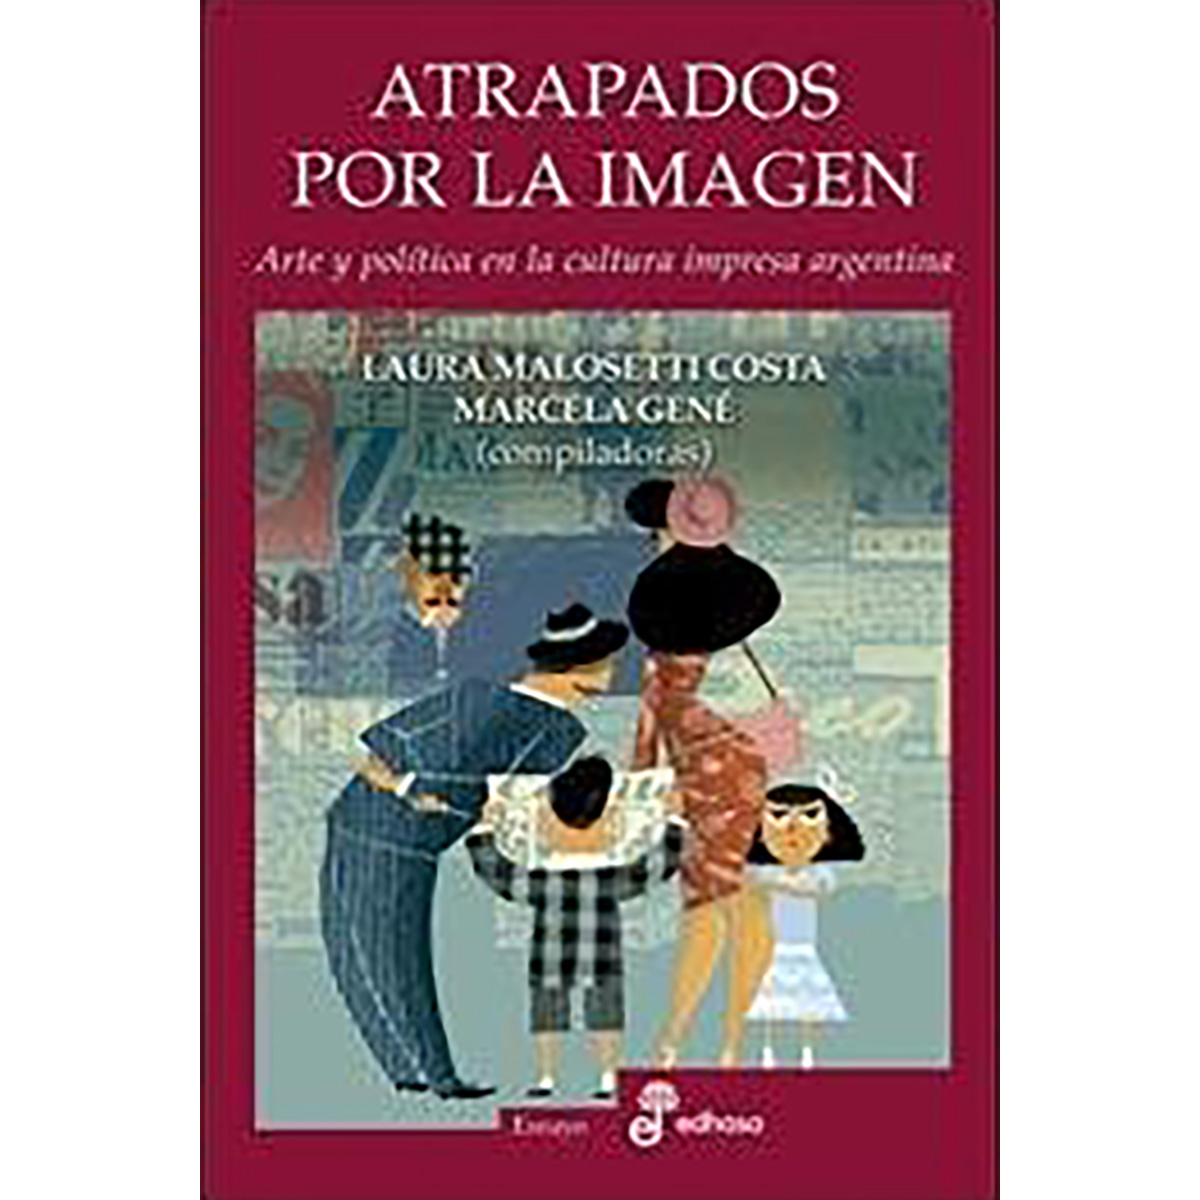 ATRAPADOS
POR LA IMAGEN
Arte y política en la cultura impresa argentina
LAURA MALOSETTI COSTA
MARCELA GENÉ
(compiladoras)
sa
Ensayo
edhasa